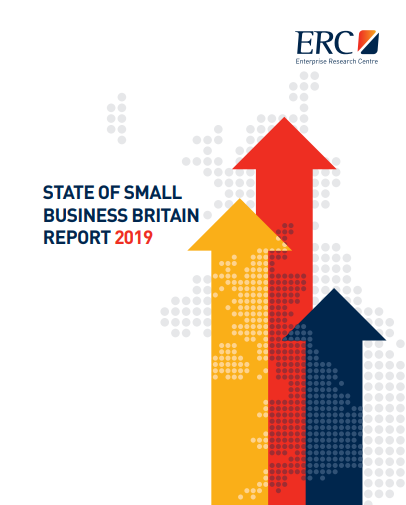 ERC
Enterprise Research Centre
STATE OF SMALL
BUSINESS BRITAIN
REPORT 2019